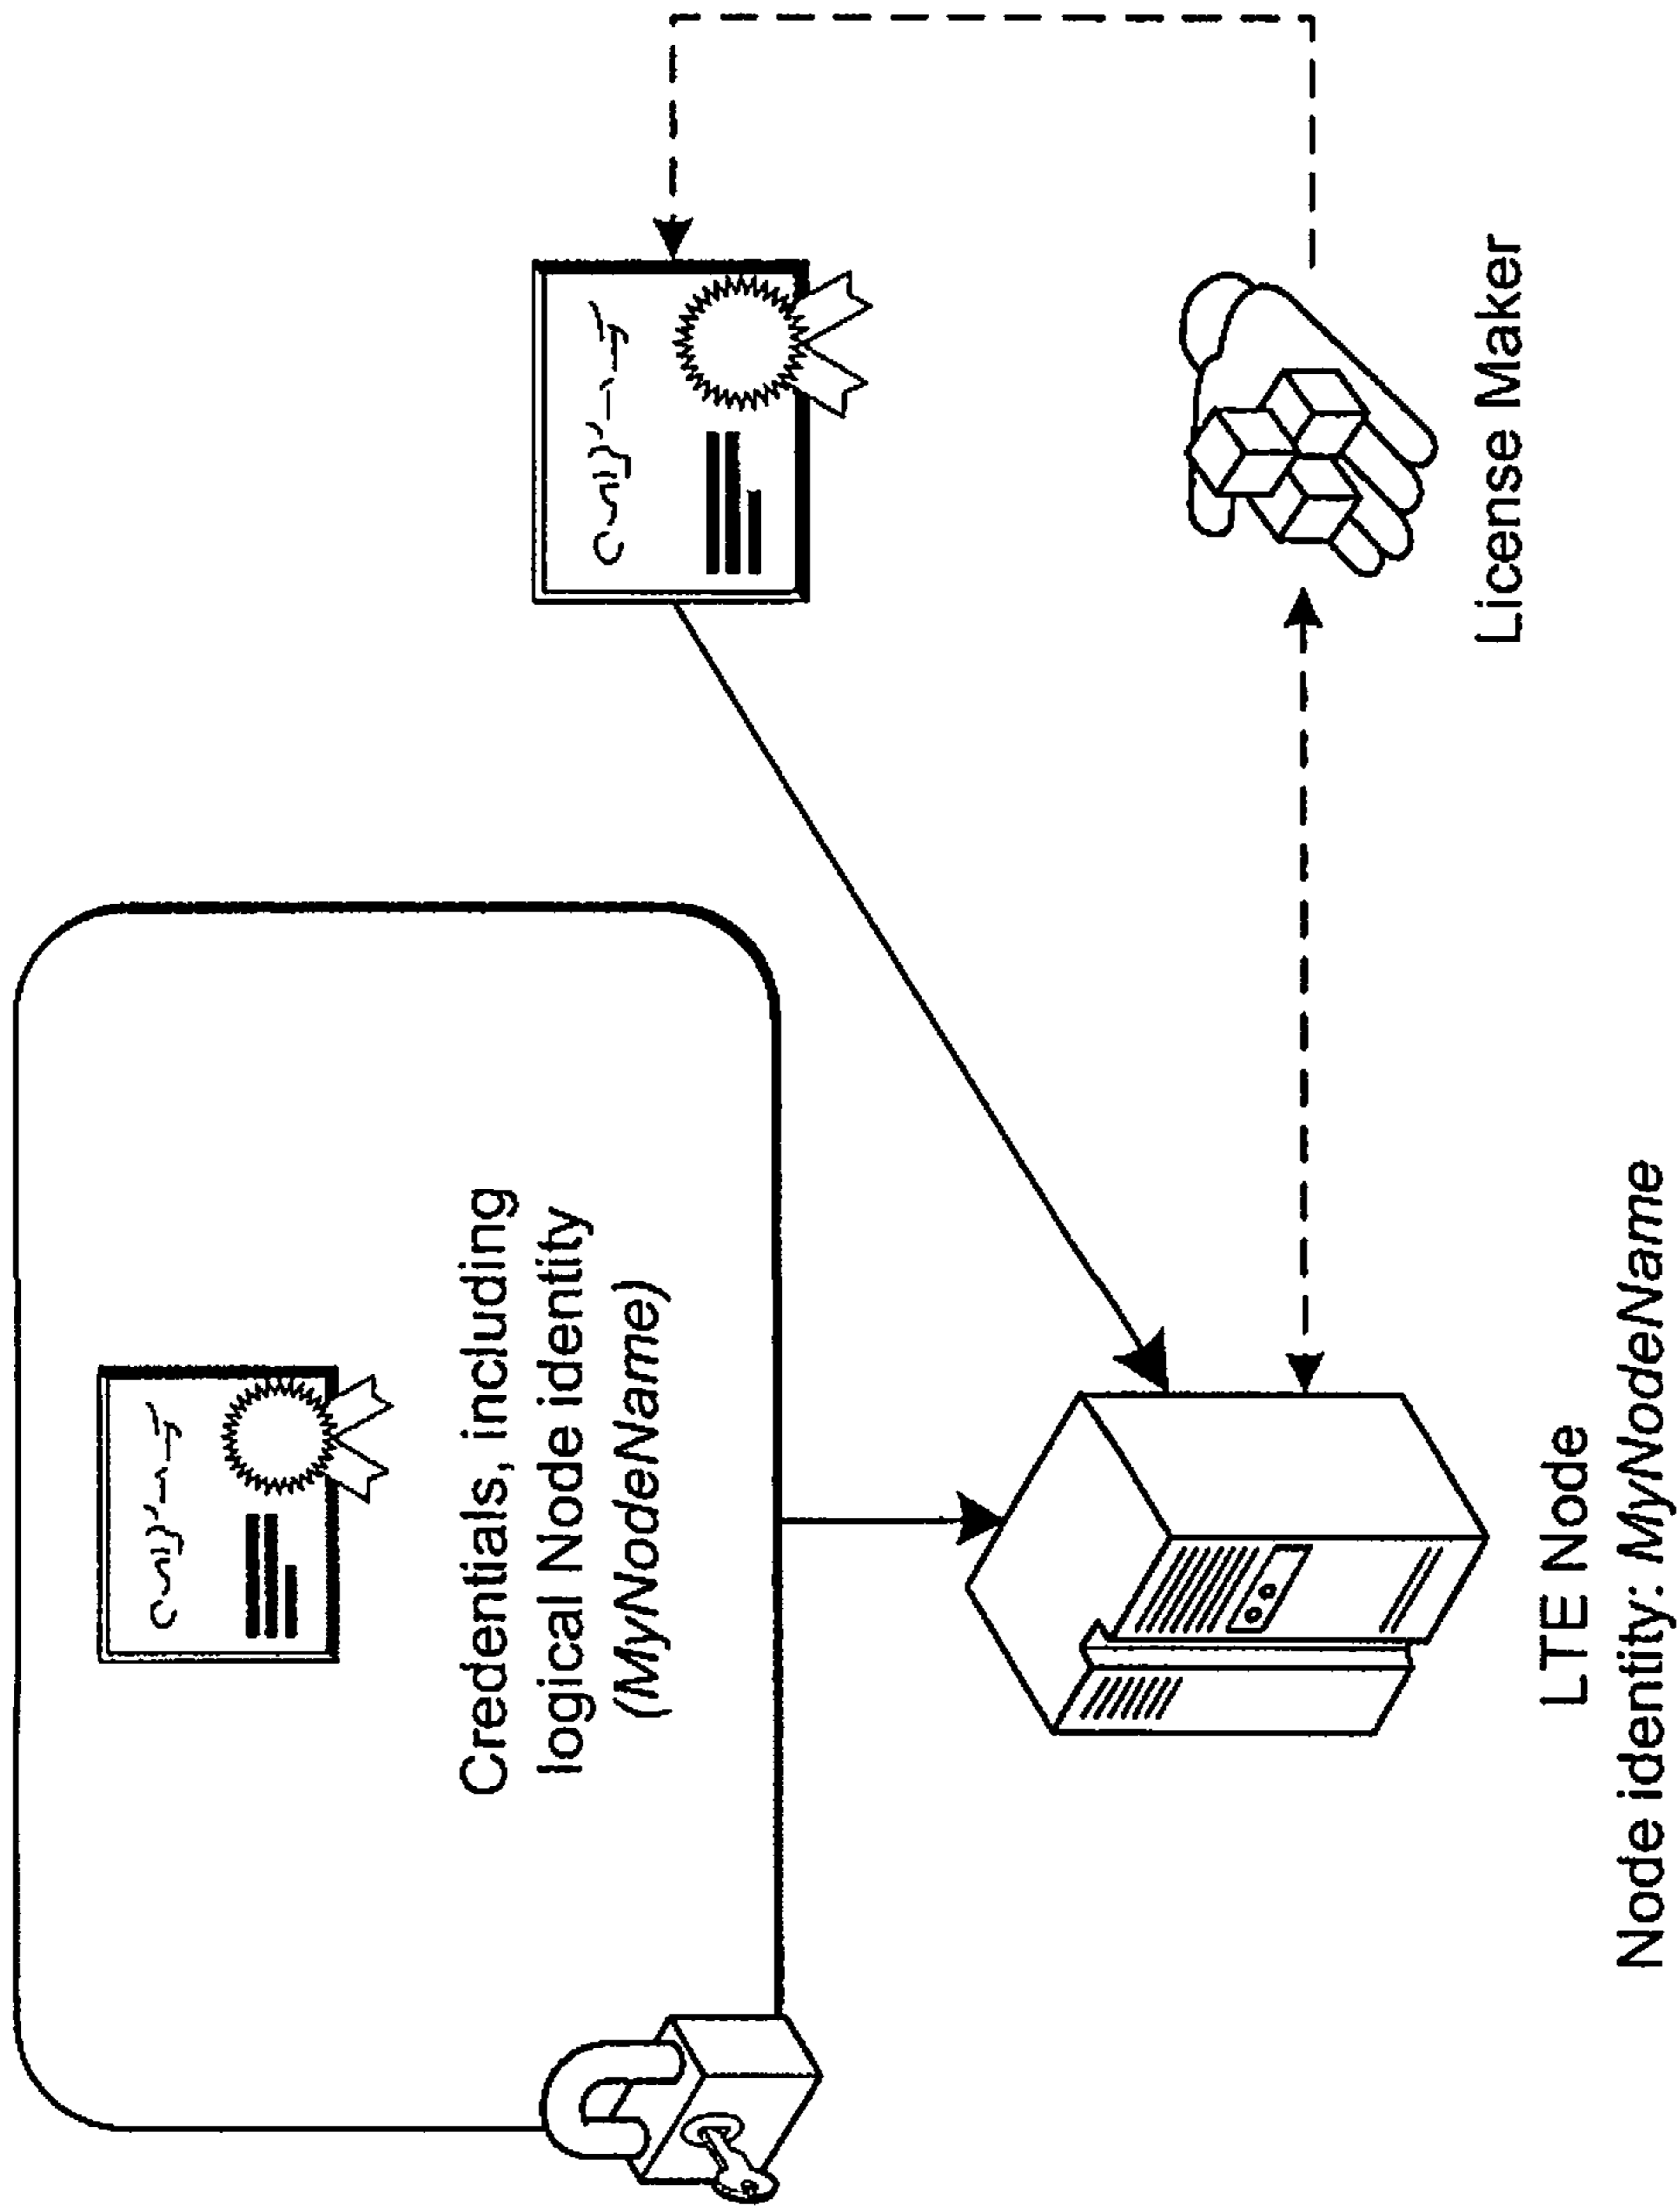 Credentials, including
logical Node identity
(MyNodeName)
LTE Node
Node identity: MyNodeName
License Maker